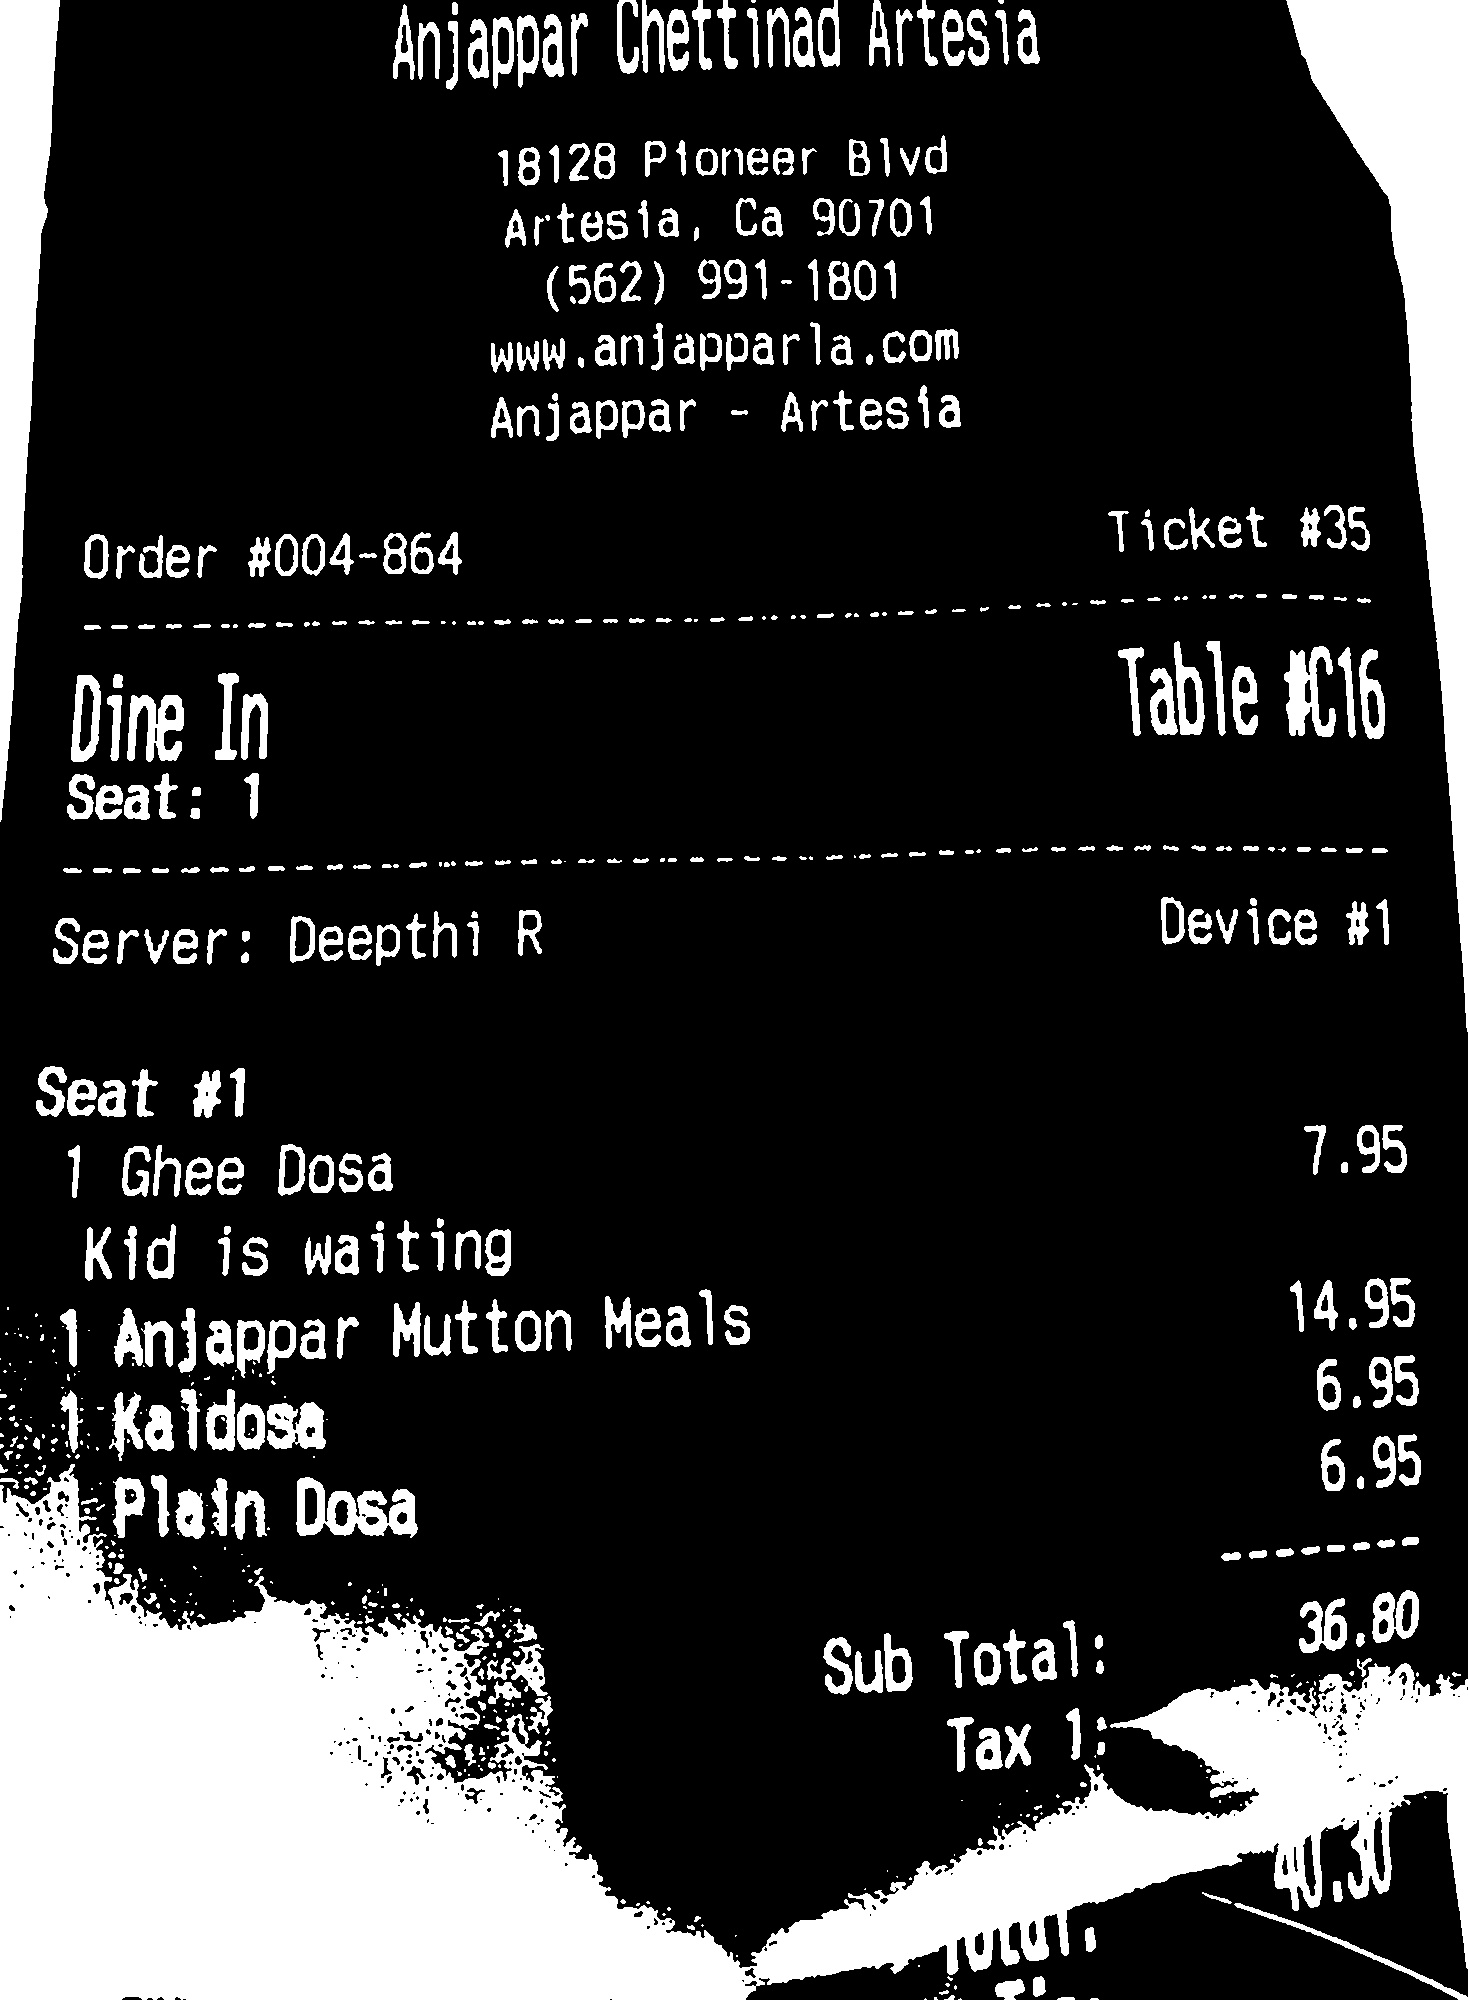 Anjappar Chettinad Artesia
18128 Pioneer Blvd
Artesia, Ca 90701
(562) 991-1801
www.anjapparla.com
Anjappar - Artesia
Order #004-864 Ticket #35
Dine In Table #C16
Seat: 1
Server: Deepthi R Device #1
Seat #1
1 Ghee Dosa 7.95
Kid is waiting
1 Anjappar Mutton Meals 14.95
1 Kaldosa 6.95
1 Plain Dosa 6.95
Sub Total: 36.80
Tax 1:
Total: 40.30